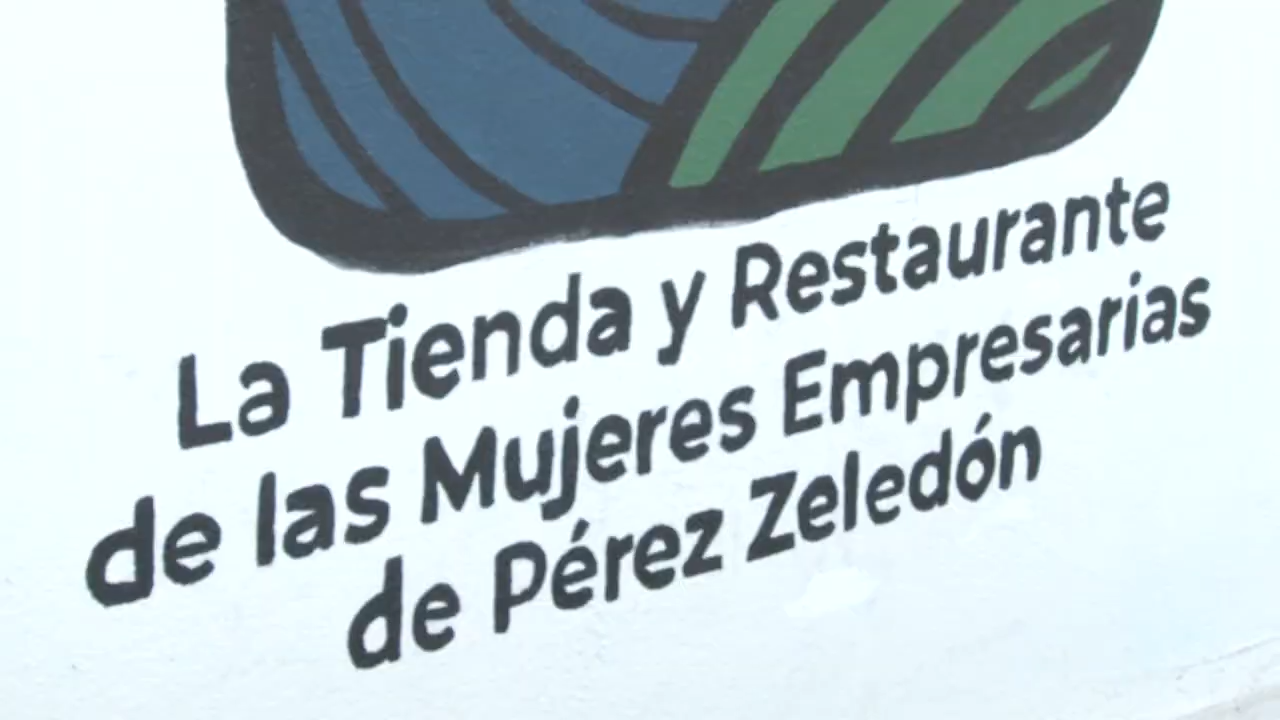 La Tienda y Restaurante
de las Mujeres Empresarias
de Pérez Zeledón